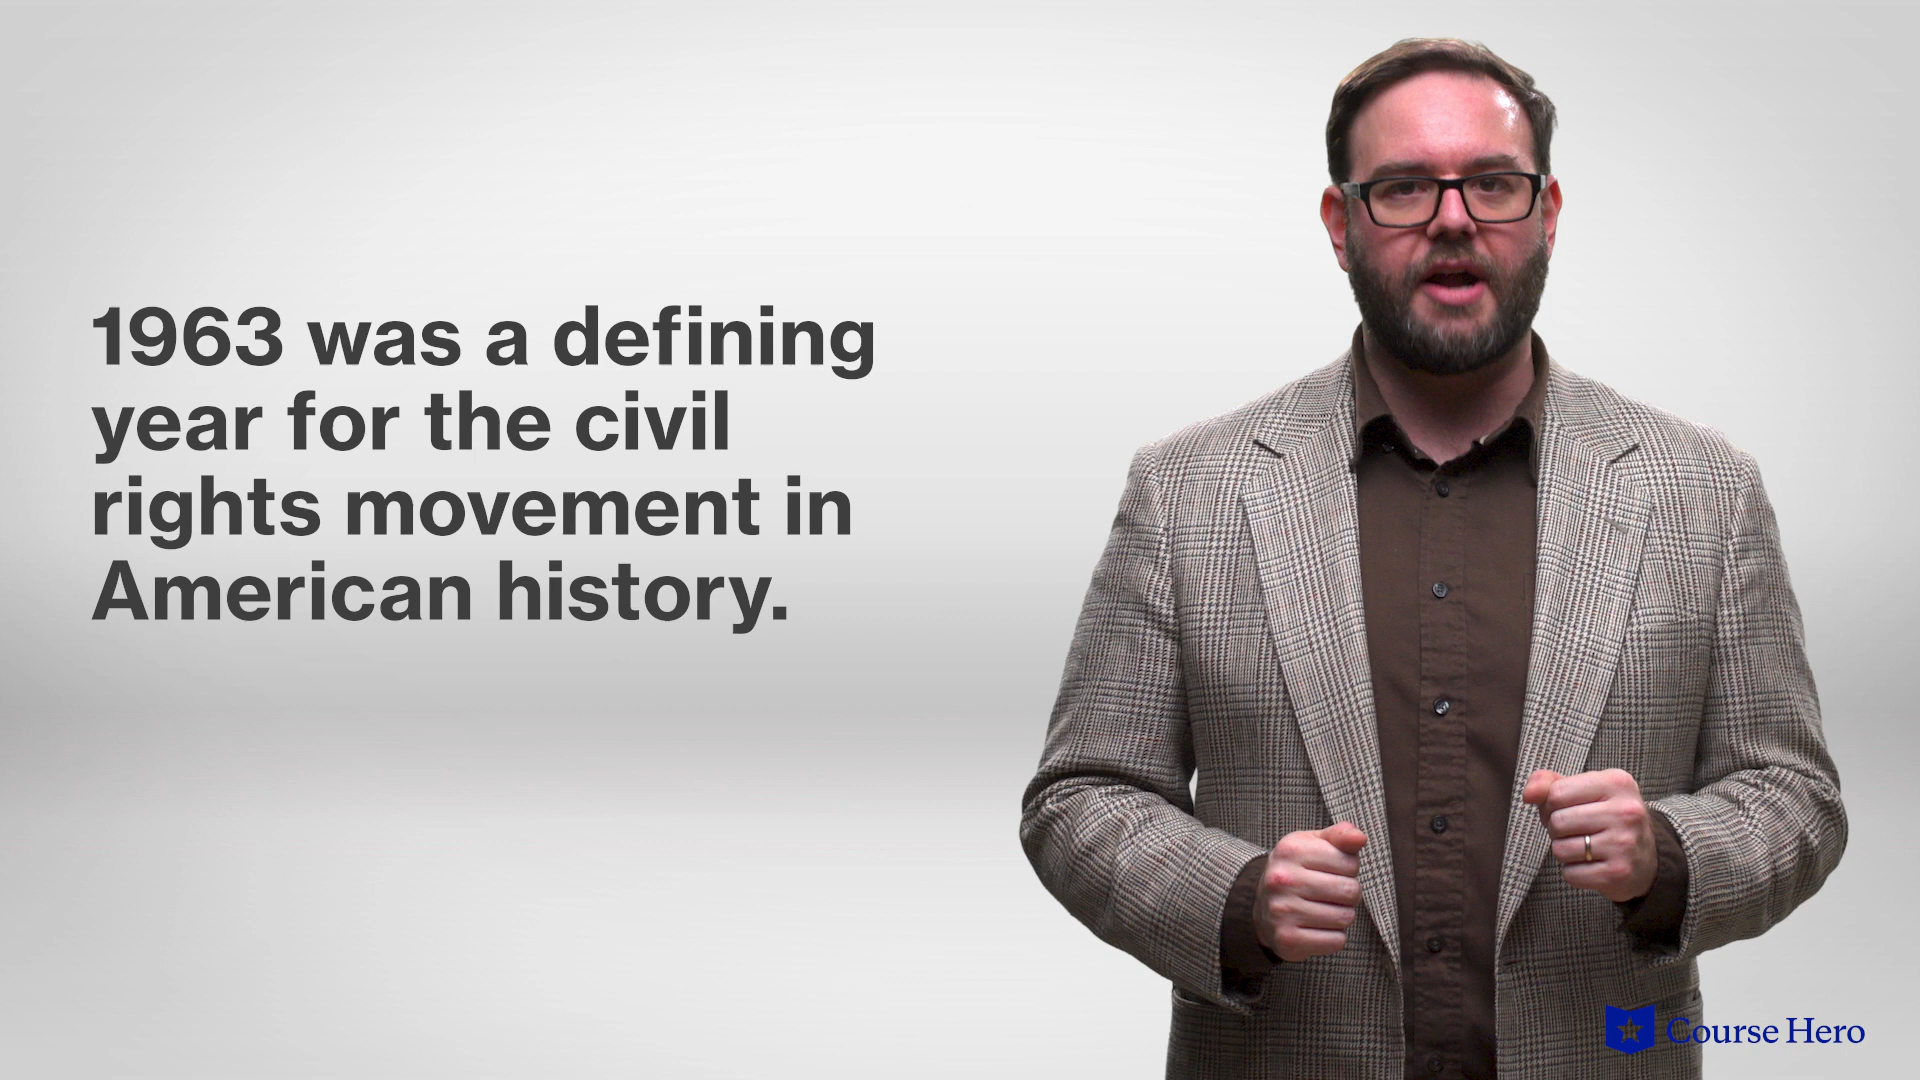 1963 was a defining
year for the civil
rights movement in
American history.
Course Hero